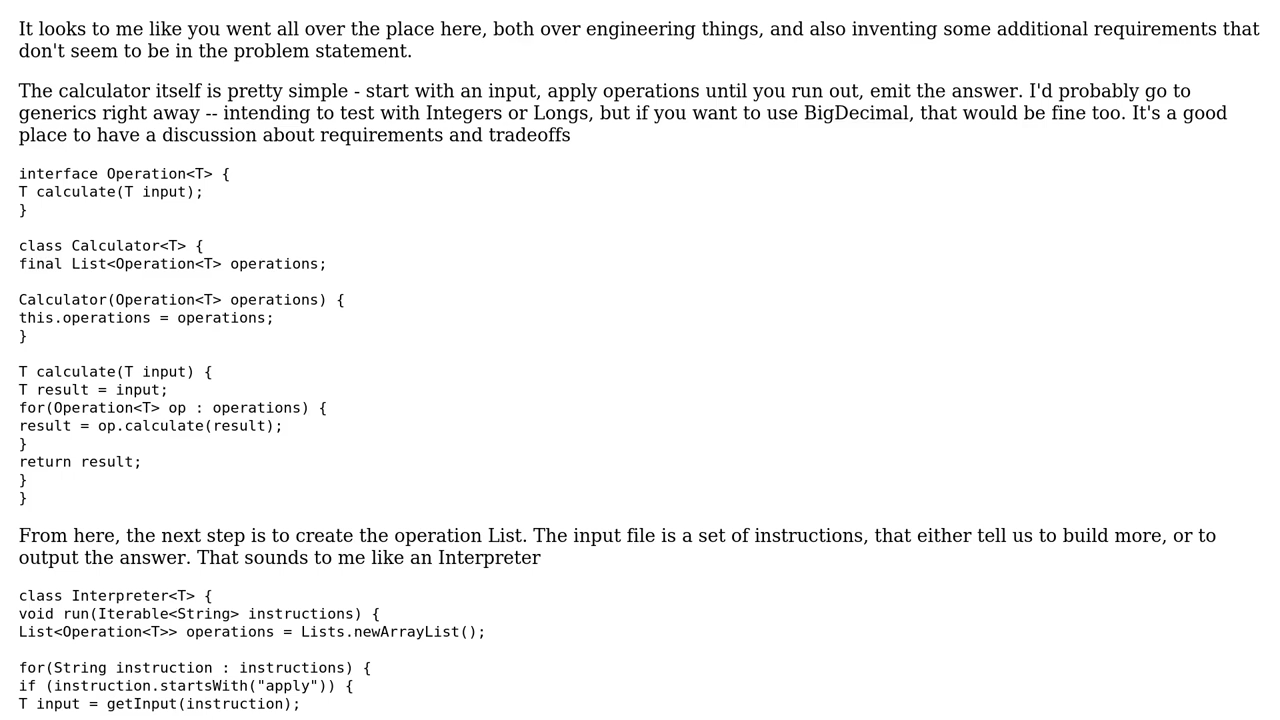 It looks to me like you went all over the place here, both over engineering things, and also inventing some additional requirements that
don't seem to be in the problem statement.
The calculator itself is pretty simple - start with an input, apply operations until you run out, emit the answer. I'd probably go to
generics right away -- intending to test with Integers or Longs, but if you want to use BigDecimal, that would be fine too. It's a good
place to have a discussion about requirements and tradeoffs
interface Operation<T> {
T calculate(T input);
}
class Calculator<T> {
final List<Operation<T> operations;
Calculator(Operation<T> operations) {
this.operations = operations;
}
T calculate(T input) {
T result = input;
for(Operation<T> op : operations) {
result = op.calculate(result);
}
return result;
}
}
From here, the next step is to create the operation List. The input file is a set of instructions, that either tell us to build more, or to
output the answer. That sounds to me like an Interpreter
class Interpreter<T> {
void run(Iterable<String> instructions) {
List<Operation<T>> operations = Lists.newArrayList();
for(String instruction : instructions) {
if (instruction.startsWith("apply")) {
T input = getInput(instruction);